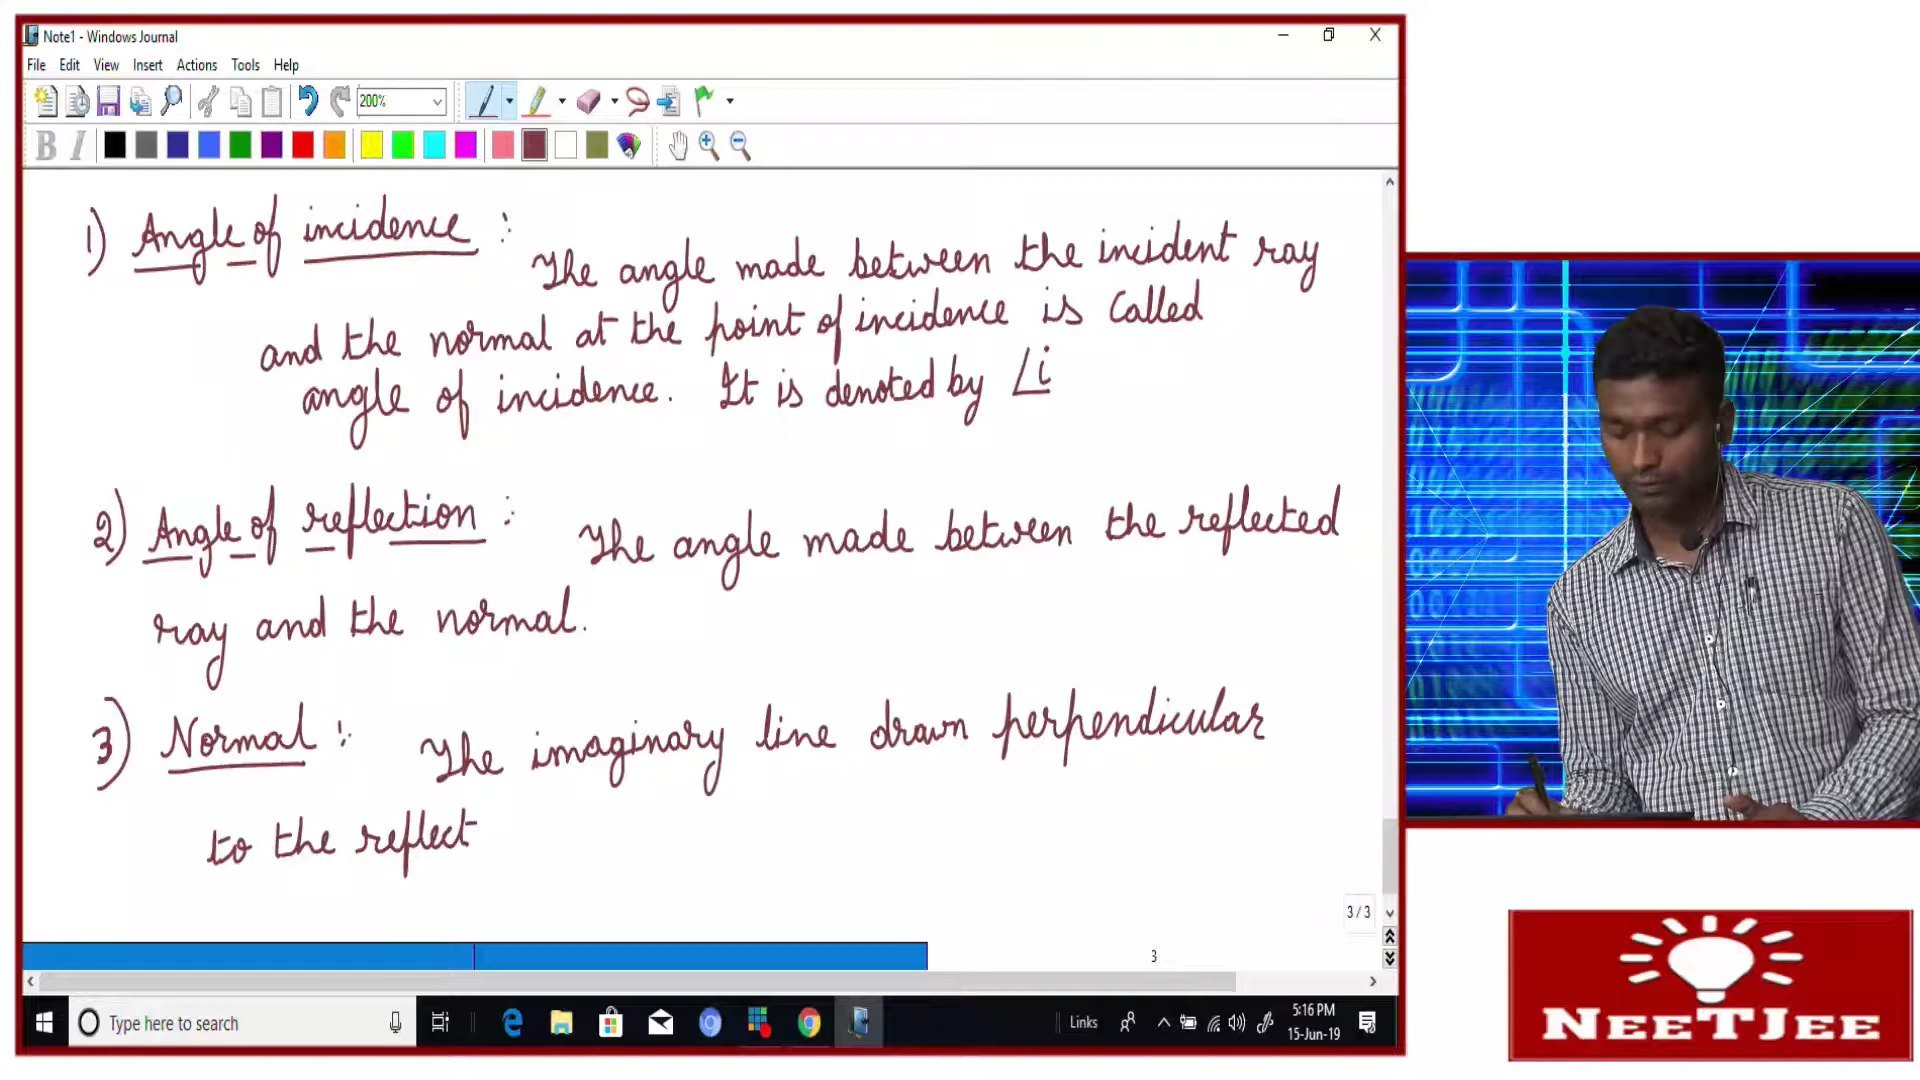 Note1 - Windows Journal
File Edit View Insert Actions Tools Help
200%
B I
1) Angle of incidence :- The angle made between the incident ray
and the normal at the point of incidence is called
angle of incidence. It is denoted by ∠i
2) Angle of reflection :- The angle made between the reflected
ray and the normal.
3) Normal :- The imaginary line drawn perpendicular
to the reflect
3 / 3
3
Type here to search
Links
5:16 PM
15-Jun-19
NEETJEE